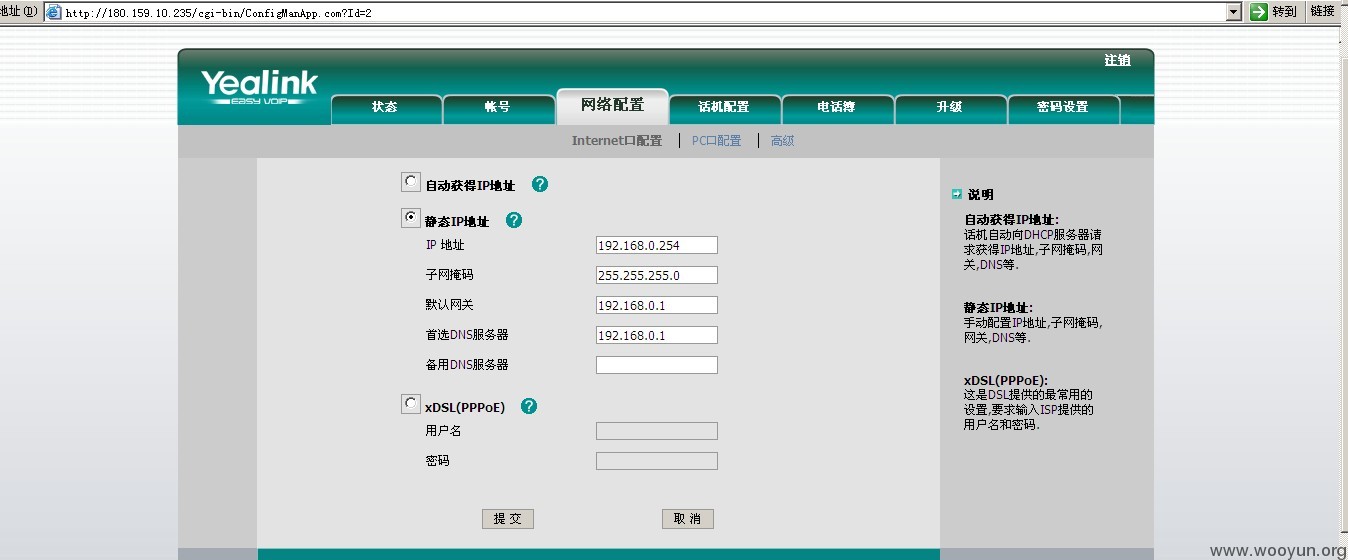 地址(D) http://180.159.10.235/cgi-bin/ConfigManApp.com?Id=2 转到 链接
注销
Yealink
EASY VOIP
状态 帐号 网络配置 话机配置 电话簿 升级 密码设置
Internet口配置 PC口配置 高级
自动获得IP地址 ?
静态IP地址 ?
IP 地址 192.168.0.254
子网掩码 255.255.255.0
默认网关 192.168.0.1
首选DNS服务器 192.168.0.1
备用DNS服务器
xDSL(PPPoE) ?
用户名
密码
提 交 取 消
说明
自动获得IP地址:
话机自动向DHCP服务器请
求获得IP地址,子网掩码,网
关,DNS等.
静态IP地址:
手动配置IP地址,子网掩码,
网关,DNS等.
xDSL(PPPoE):
这是DSL提供的最常用的
设置,要求输入ISP提供的
用户名和密码.
www.wooyun.org